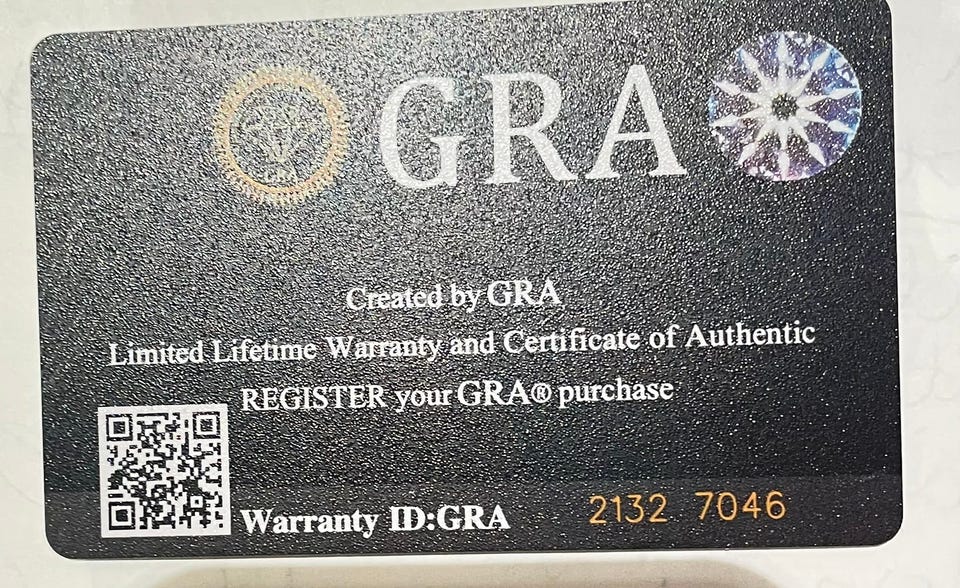 GRA
Created by GRA
Limited Lifetime Warranty and Certificate of Authentic
REGISTER your GRA® purchase
Warranty ID:GRA 2132 7046